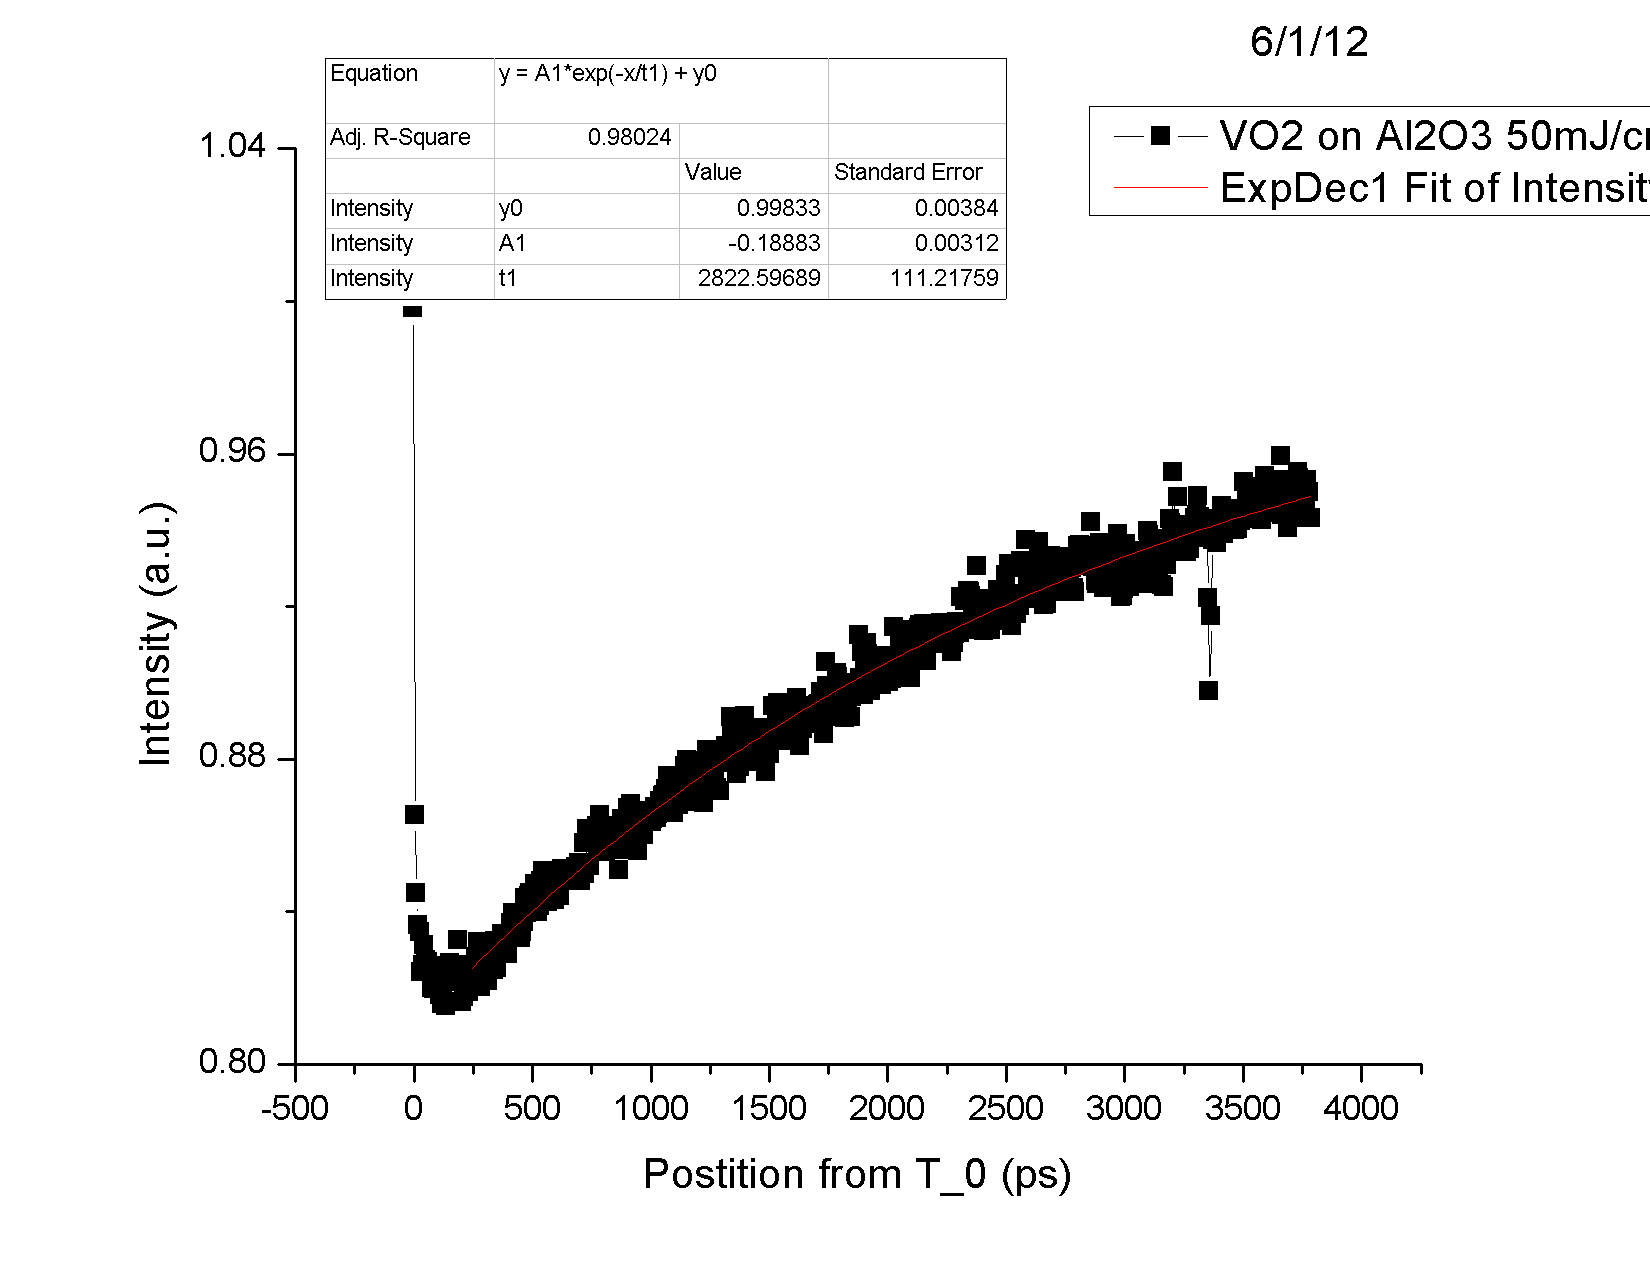 6/1/12
Equation y = A1*exp(-x/t1) + y0
Adj. R-Square 0.98024
Value Standard Error
Intensity y0 0.99833 0.00384
Intensity A1 -0.18883 0.00312
Intensity t1 2822.59689 111.21759
VO2 on Al2O3 50mJ/c
ExpDec1 Fit of Intensit
1.04
0.96
0.88
0.80
Intensity (a.u.)
-500 0 500 1000 1500 2000 2500 3000 3500 4000
Postition from T_0 (ps)